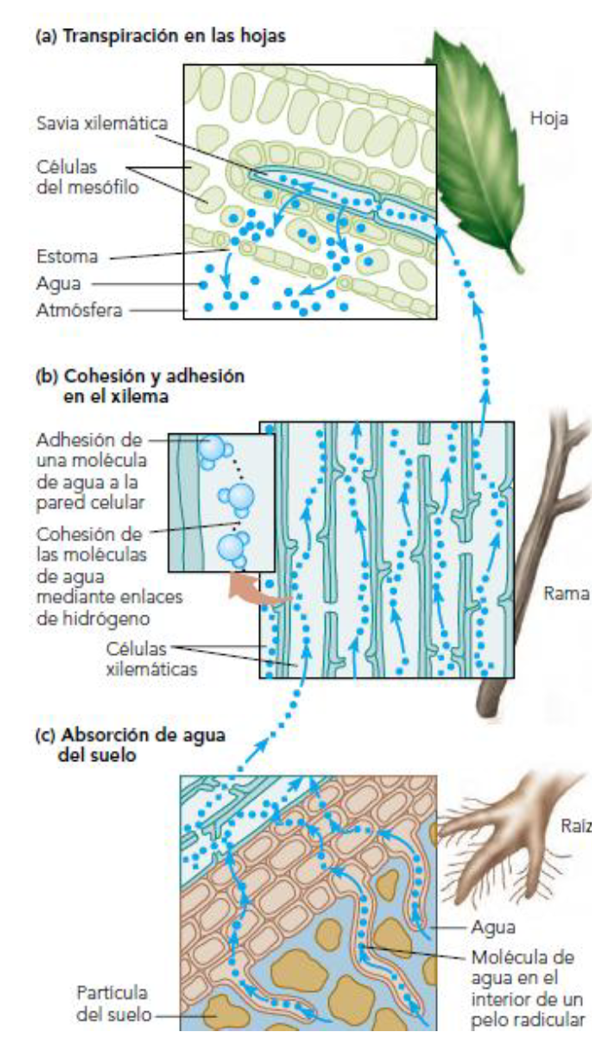 (a) Transpiración en las hojas
Hoja
Savia xilemática
Células
del mesófilo
Estoma
Agua
Atmósfera
(b) Cohesión y adhesión
en el xilema
Adhesión de
una molécula
de agua a la
pared celular
Cohesión de
las moléculas
de agua
mediante enlaces
de hidrógeno
Rama
Células
xilemáticas
(c) Absorción de agua
del suelo
Raíz
Agua
Molécula de
agua en el
interior de un
pelo radicular
Partícula
del suelo